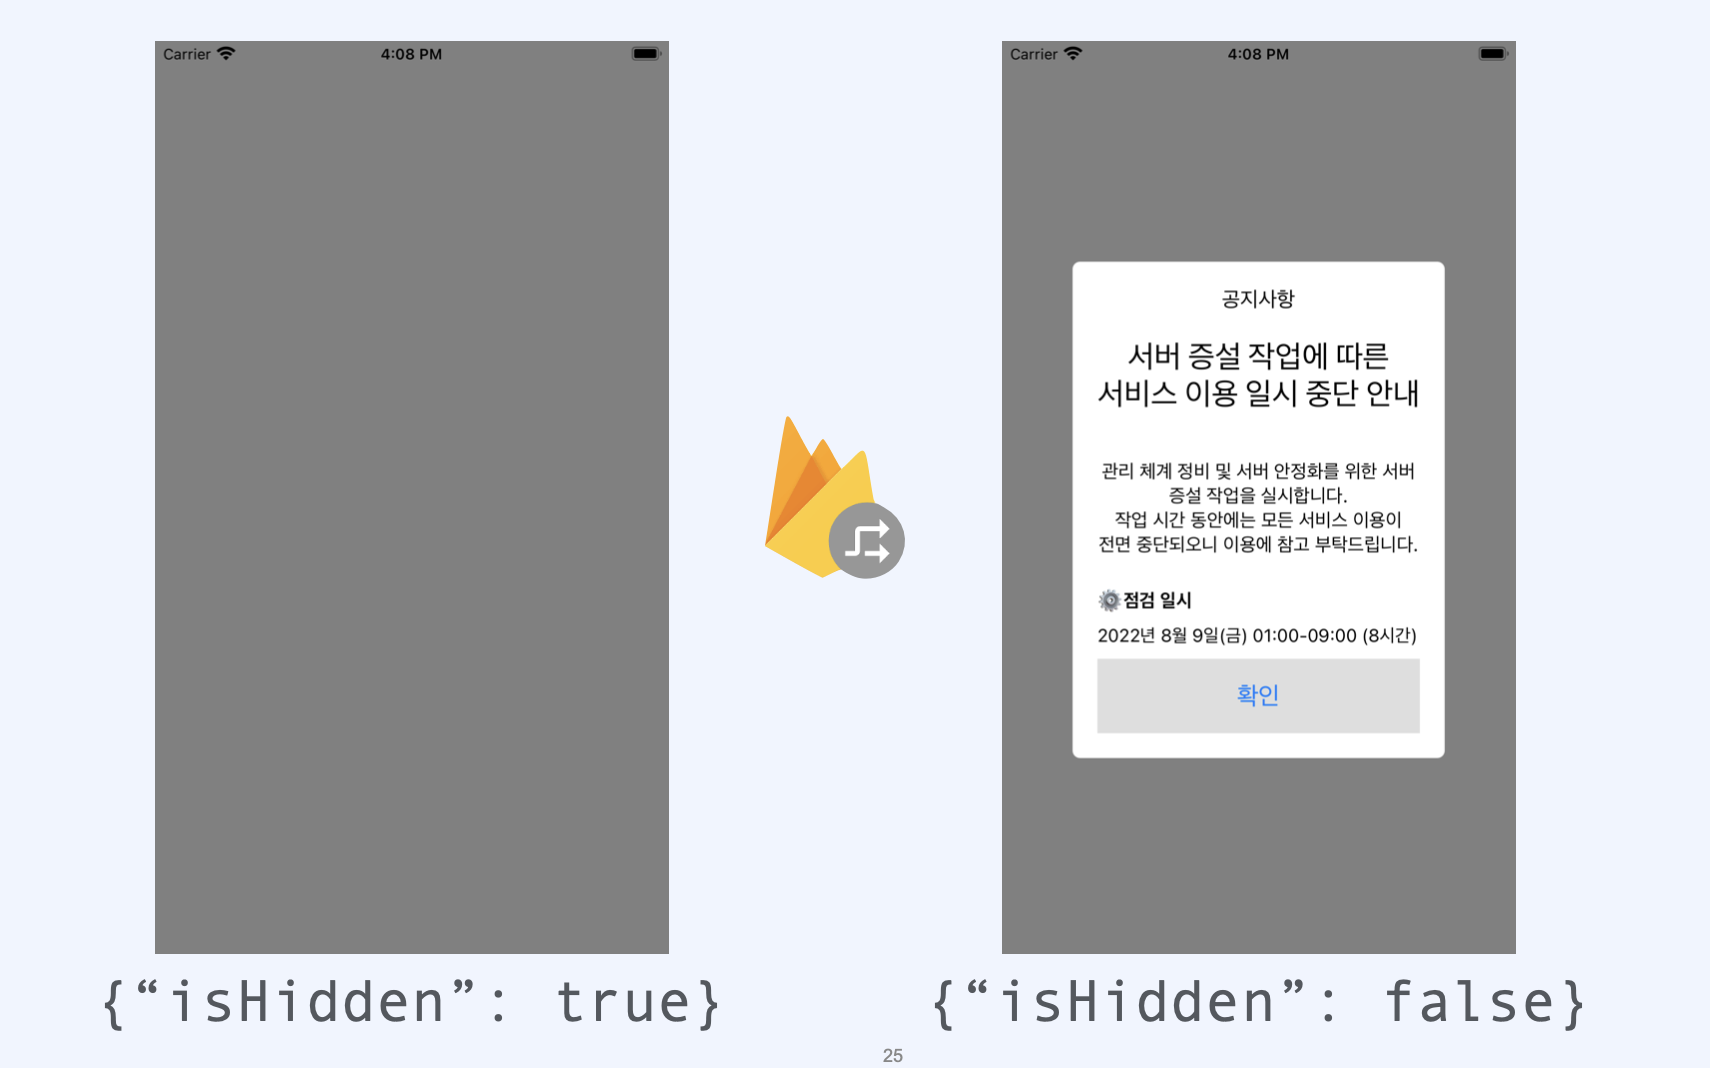 Carrier 4:08 PM
Carrier 4:08 PM
공지사항
서버 증설 작업에 따른
서비스 이용 일시 중단 안내
관리 체계 정비 및 서버 안정화를 위한 서버
증설 작업을 실시합니다.
작업 시간 동안에는 모든 서비스 이용이
전면 중단되오니 이용에 참고 부탁드립니다.
점검 일시
2022년 8월 9일(금) 01:00-09:00 (8시간)
확인
{“isHidden”: true}
{“isHidden”: false}
25